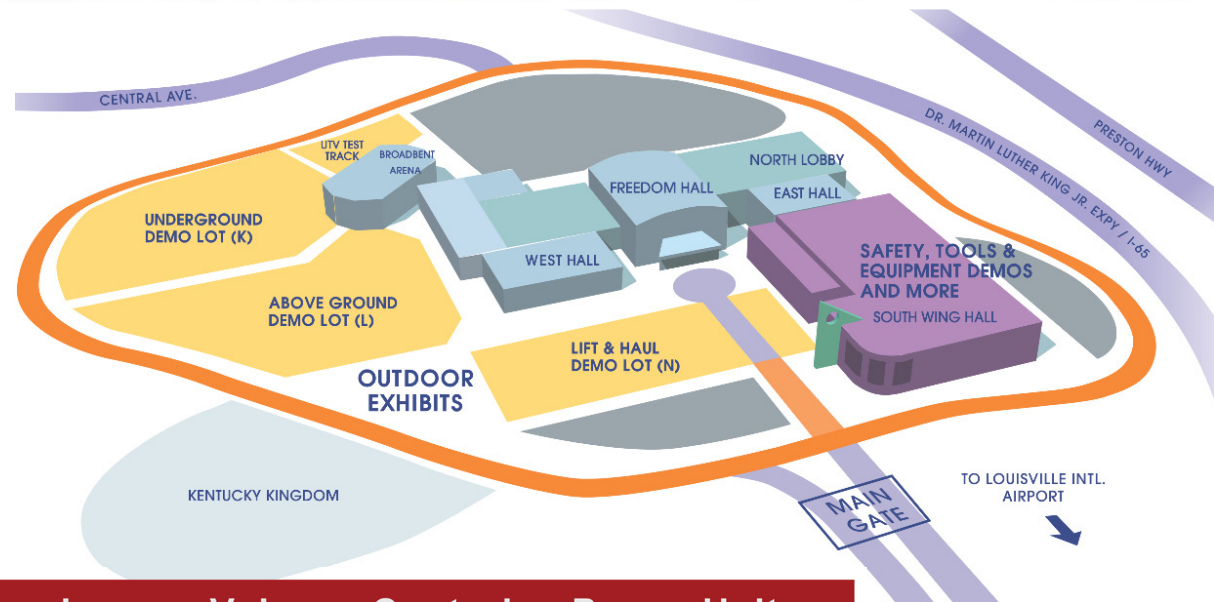 CENTRAL AVE.
DR. MARTIN LUTHER KING JR. EXPY / I-65
PRESTON HWY
UTV TEST
TRACK
BROADBENT
ARENA
NORTH LOBBY
FREEDOM HALL
EAST HALL
UNDERGROUND
DEMO LOT (K)
WEST HALL
SAFETY, TOOLS &
EQUIPMENT DEMOS
AND MORE
SOUTH WING HALL
ABOVE GROUND
DEMO LOT (L)
LIFT & HAUL
DEMO LOT (N)
OUTDOOR
EXHIBITS
KENTUCKY KINGDOM
MAIN
GATE
TO LOUISVILLE INTL.
AIRPORT